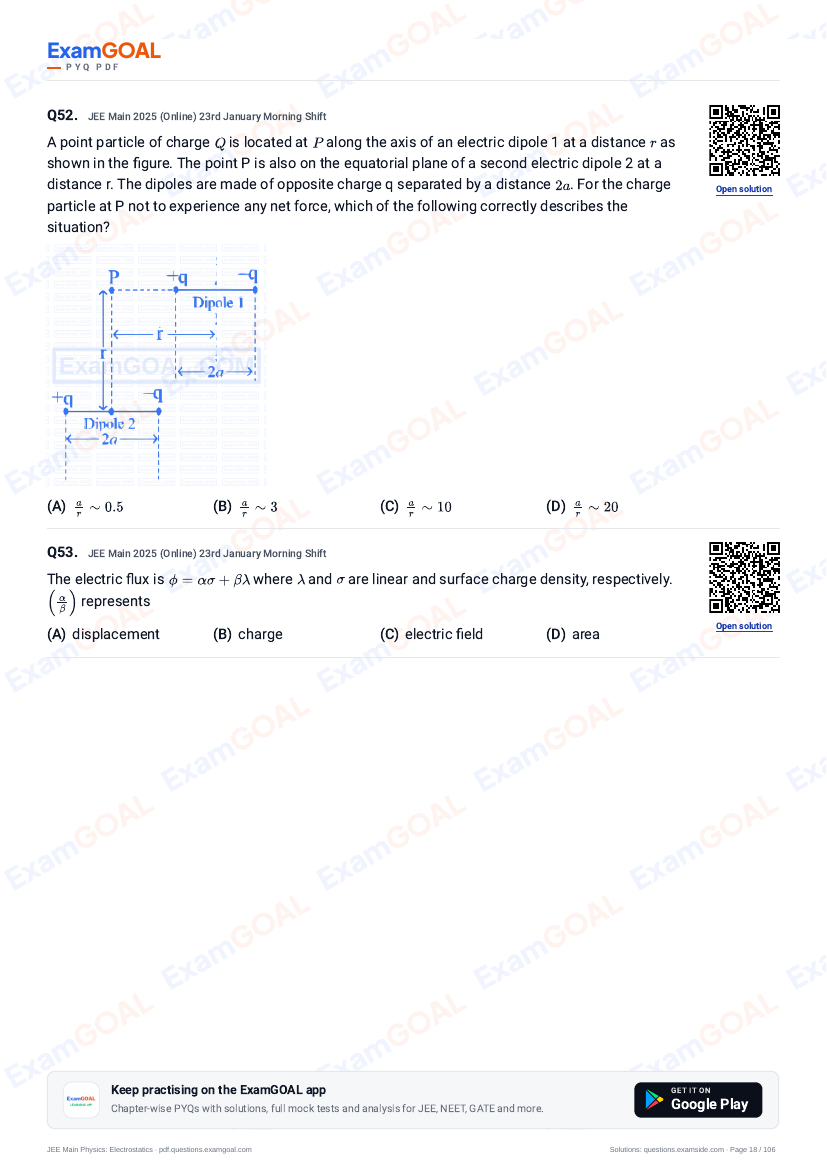 ExamGOAL
PYQ PDF
Q52. JEE Main 2025 (Online) 23rd January Morning Shift
A point particle of charge Q is located at P along the axis of an electric dipole 1 at a distance r as
shown in the figure. The point P is also on the equatorial plane of a second electric dipole 2 at a
distance r. The dipoles are made of opposite charge q separated by a distance 2a. For the charge
particle at P not to experience any net force, which of the following correctly describes the
situation?
Open solution
P +q −q
Dipole 1
r
r
ExamGOAL.COM
2a
+q −q
Dipole 2
2a
(A) a/r ∼ 0.5 (B) a/r ∼ 3 (C) a/r ∼ 10 (D) a/r ∼ 20
Q53. JEE Main 2025 (Online) 23rd January Morning Shift
The electric flux is ϕ = ασ + βλ where λ and σ are linear and surface charge density, respectively.
(α/β) represents
Open solution
(A) displacement (B) charge (C) electric field (D) area
Keep practising on the ExamGOAL app
Chapter-wise PYQs with solutions, full mock tests and analysis for JEE, NEET, GATE and more.
GET IT ON
Google Play
JEE Main Physics: Electrostatics · pdf.questions.examgoal.com Solutions: questions.examside.com · Page 18 / 106